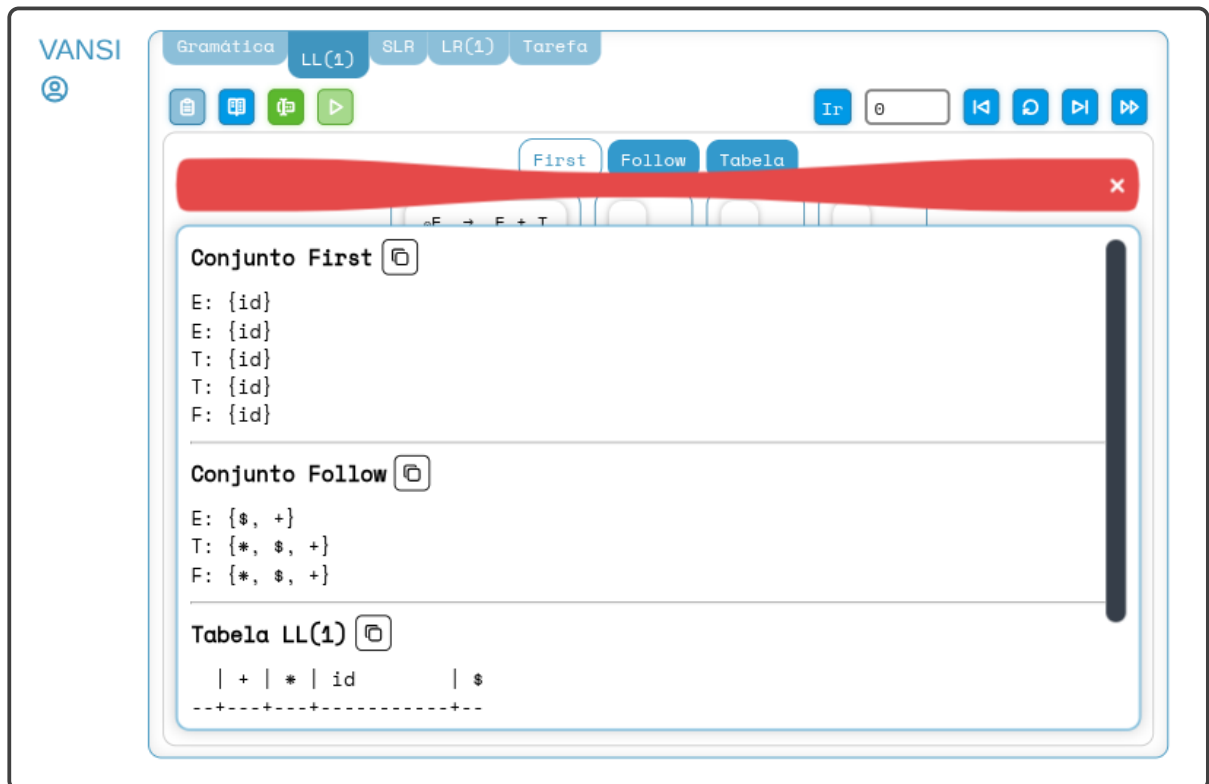 VANSI
Gramática LL(1) SLR LR(1) Tarefa
Ir 0
First Follow Tabela
E → E + T
Conjunto First
E: {id}
E: {id}
T: {id}
T: {id}
F: {id}
Conjunto Follow
E: {$, +}
T: {*, $, +}
F: {*, $, +}
Tabela LL(1)
| + | * | id | $
--+---+---+-----------+--